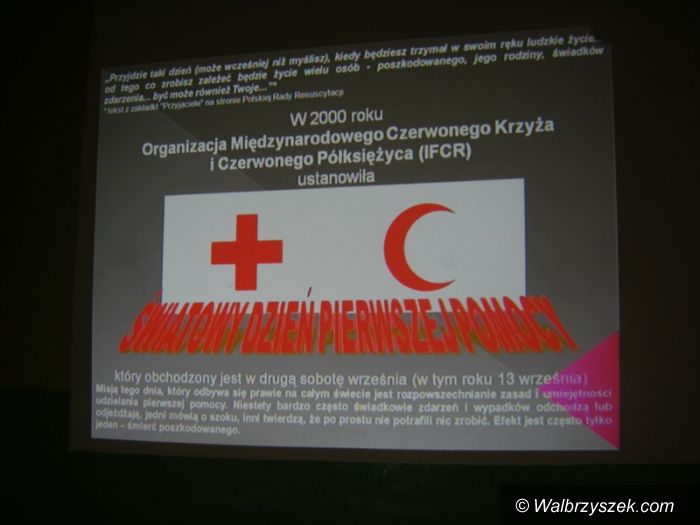 „Przyjdzie taki dzień (może wcześniej niż myślisz), kiedy będziesz trzymał w swoim ręku ludzkie życie...
od tego co zrobisz zależeć będzie życie wielu osób - poszkodowanego, jego rodziny, świadków
zdarzenia... być może również Twoje...”*
* tekst z zakładki "Przyjaciele" na stronie Polskiej Rady Resuscytacji
W 2000 roku
Organizacja Międzynarodowego Czerwonego Krzyża
i Czerwonego Półksiężyca (IFCR)
ustanowiła
ŚWIATOWY DZIEŃ PIERWSZEJ POMOCY
który obchodzony jest w drugą sobotę września (w tym roku 13 września)
Misją tego dnia, który odbywa się prawie na całym świecie jest rozpowszechnianie zasad i umiejętności
udzielania pierwszej pomocy. Niestety bardzo często świadkowie zdarzeń i wypadków odchodzą lub
odjeżdżają, jedni mówią o szoku, inni twierdzą, że po prostu nie potrafili nic zrobić. Efekt jest często tylko
jeden – śmierć poszkodowanego.
© Walbrzyszek.com